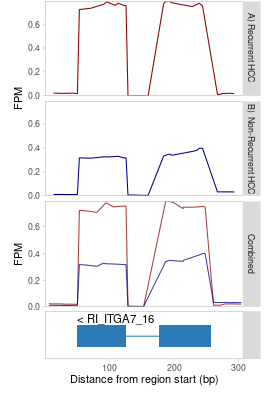 0.6
0.4
0.2
0.0
FPM
A) Recurrent HCC
0.6
0.4
0.2
0.0
B) Non-Recurrent HCC
0.6
0.4
0.2
0.0
FPM
Combined
< RI_ITGA7_16
100
200
300
Distance from region start (bp)